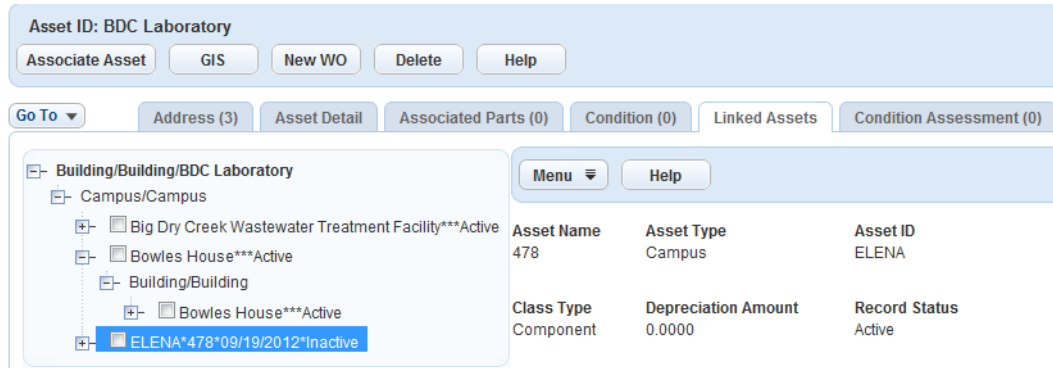 Asset ID: BDC Laboratory
Associate Asset GIS New WO Delete Help
Go To Address (3) Asset Detail Associated Parts (0) Condition (0) Linked Assets Condition Assessment (0)
Building/Building/BDC Laboratory
Campus/Campus
Big Dry Creek Wastewater Treatment Facility***Active
Bowles House***Active
Building/Building
Bowles House***Active
ELENA*478*09/19/2012*Inactive
Menu Help
Asset Name Asset Type Asset ID
478 Campus ELENA
Class Type Depreciation Amount Record Status
Component 0.0000 Active